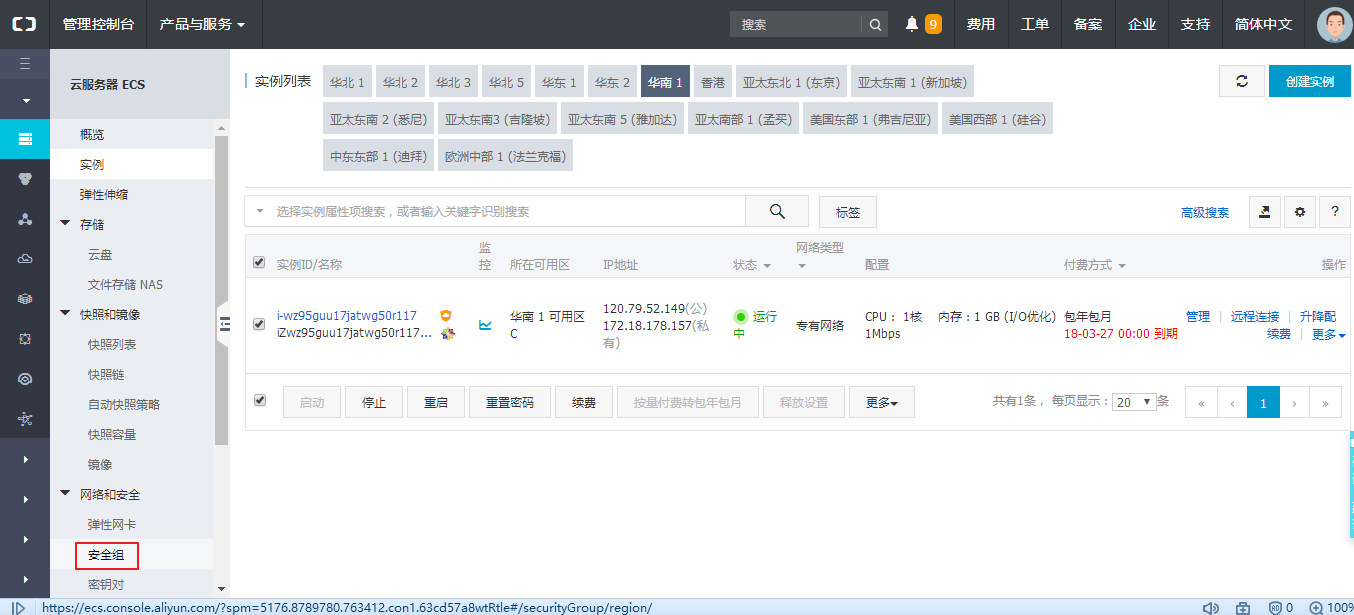 管理控制台 产品与服务 搜索 9 费用 工单 备案 企业 支持 简体中文
云服务器 ECS
概览
实例
弹性伸缩
存储
云盘
文件存储 NAS
快照和镜像
快照列表
快照链
自动快照策略
快照容量
镜像
网络和安全
弹性网卡
安全组
密钥对
实例列表 华北 1 华北 2 华北 3 华北 5 华东 1 华东 2 华南 1 香港 亚太东北 1 (东京) 亚太东南 1 (新加坡) 创建实例
亚太东南 2 (悉尼) 亚太东南3 (吉隆坡) 亚太东南 5 (雅加达) 亚太南部 1 (孟买) 美国东部 1 (弗吉尼亚) 美国西部 1 (硅谷)
中东东部 1 (迪拜) 欧洲中部 1 (法兰克福)
选择实例属性项搜索，或者输入关键字识别搜索 标签 高级搜索 ?
实例ID/名称 监控 所在可用区 IP地址 状态 网络类型 配置 付费方式 操作
i-wz95guu17jatwg50r117
iZwz95guu17jatwg50r117...
华南 1 可用区
C
120.79.52.149(公)
172.18.178.157(私
有)
运行
中
专有网络
CPU： 1核 内存：1 GB (I/O优化)
1Mbps
包年包月
18-03-27 00:00 到期
管理 | 远程连接 | 升降配
续费 | 更多
启动 停止 重启 重置密码 续费 按量付费转包年包月 释放设置 更多 共有1条， 每页显示： 20 条 « ‹ 1 › »
https://ecs.console.aliyun.com/?spm=5176.8789780.763412.con1.63cd57a8wtRtle#/securityGroup/region/ 0 100%